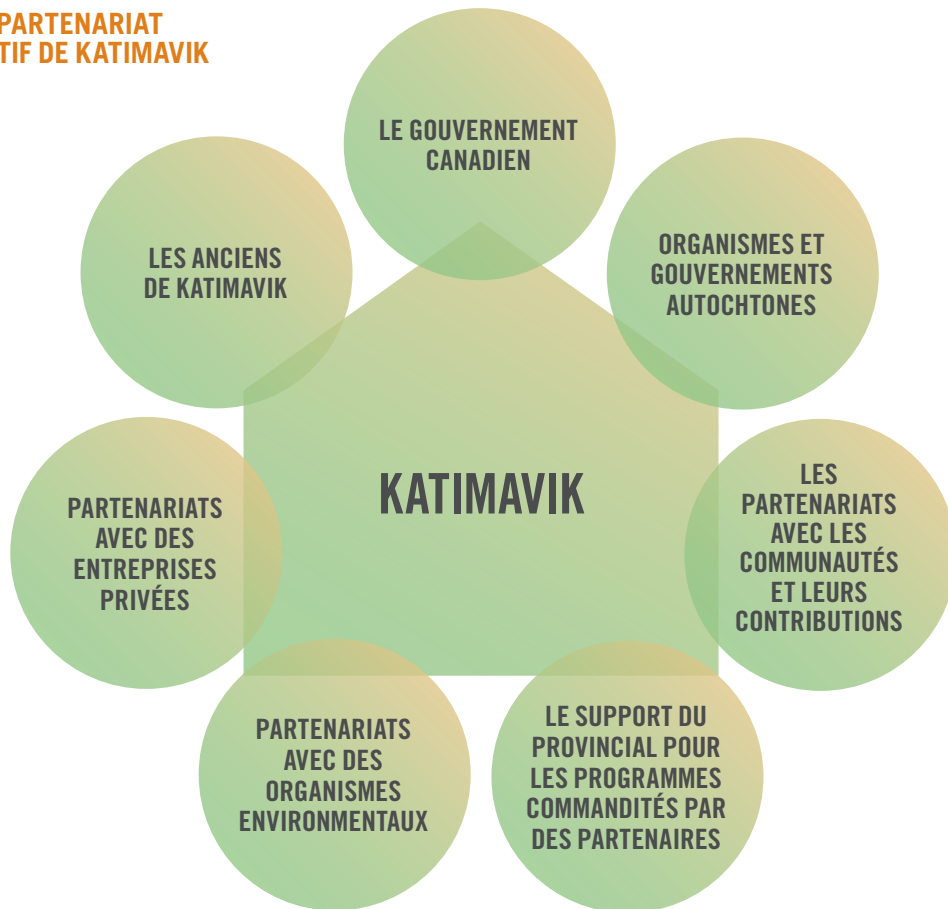 PARTENARIAT
TIF DE KATIMAVIK
LE GOUVERNEMENT
CANADIEN
LES ANCIENS
DE KATIMAVIK
ORGANISMES ET
GOUVERNEMENTS
AUTOCHTONES
KATIMAVIK
PARTENARIATS
AVEC DES
ENTREPRISES
PRIVÉES
LES
PARTENARIATS
AVEC LES
COMMUNAUTÉS
ET LEURS
CONTRIBUTIONS
PARTENARIATS
AVEC DES
ORGANISMES
ENVIRONMENTAUX
LE SUPPORT DU
PROVINCIAL POUR
LES PROGRAMMES
COMMANDITÉS PAR
DES PARTENAIRES